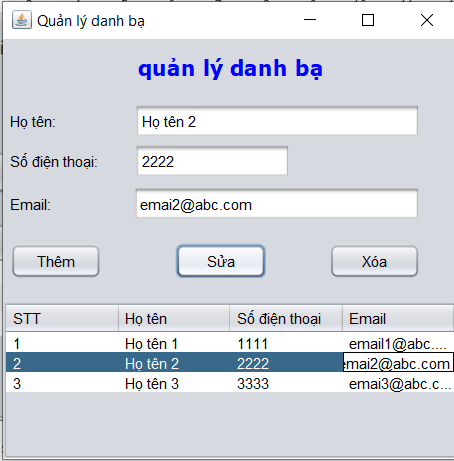 Quản lý danh bạ
quản lý danh bạ
Họ tên: Họ tên 2
Số điện thoại: 2222
Email: emai2@abc.com
Thêm Sửa Xóa
STT Họ tên Số điện thoại Email
1 Họ tên 1 1111 email1@abc....
2 Họ tên 2 2222 emai2@abc.com
3 Họ tên 3 3333 emai3@abc.c...